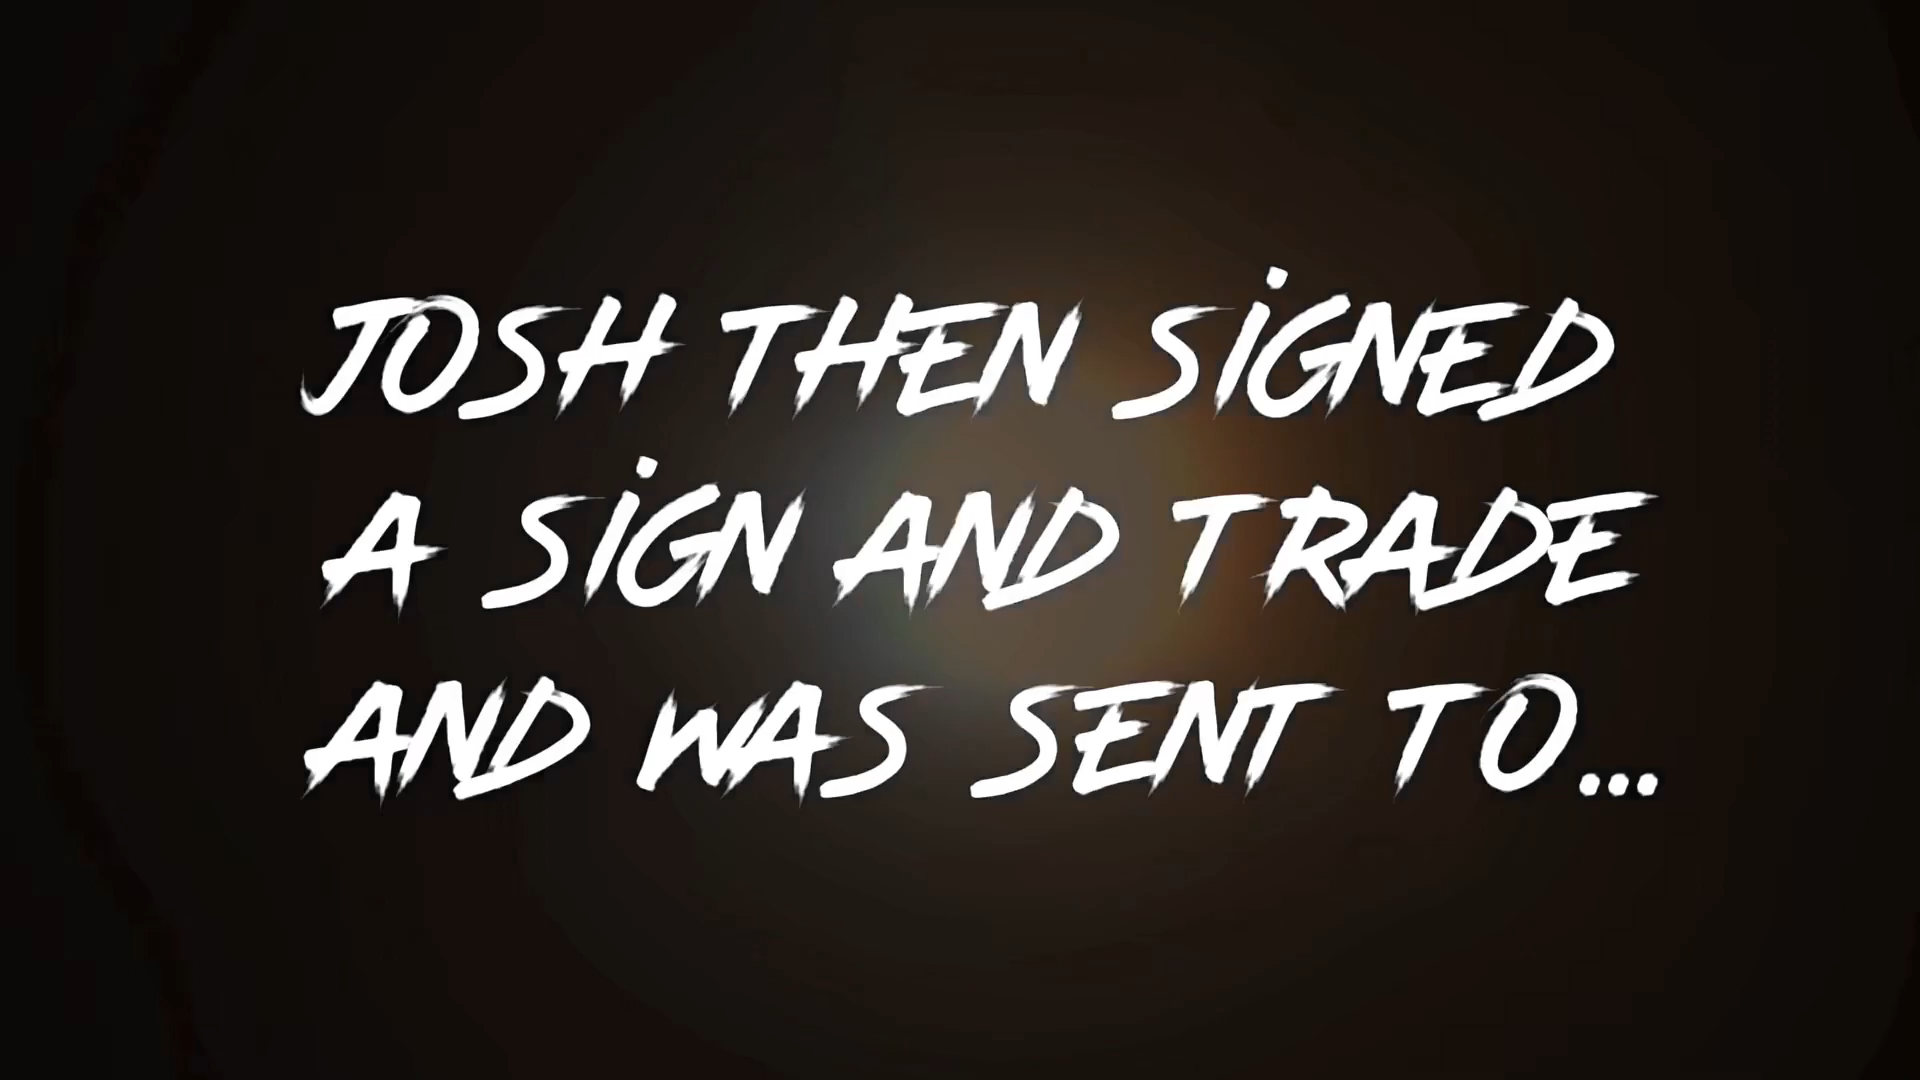 JOSH THEN SIGNED
A SIGN AND TRADE
AND WAS SENT TO...